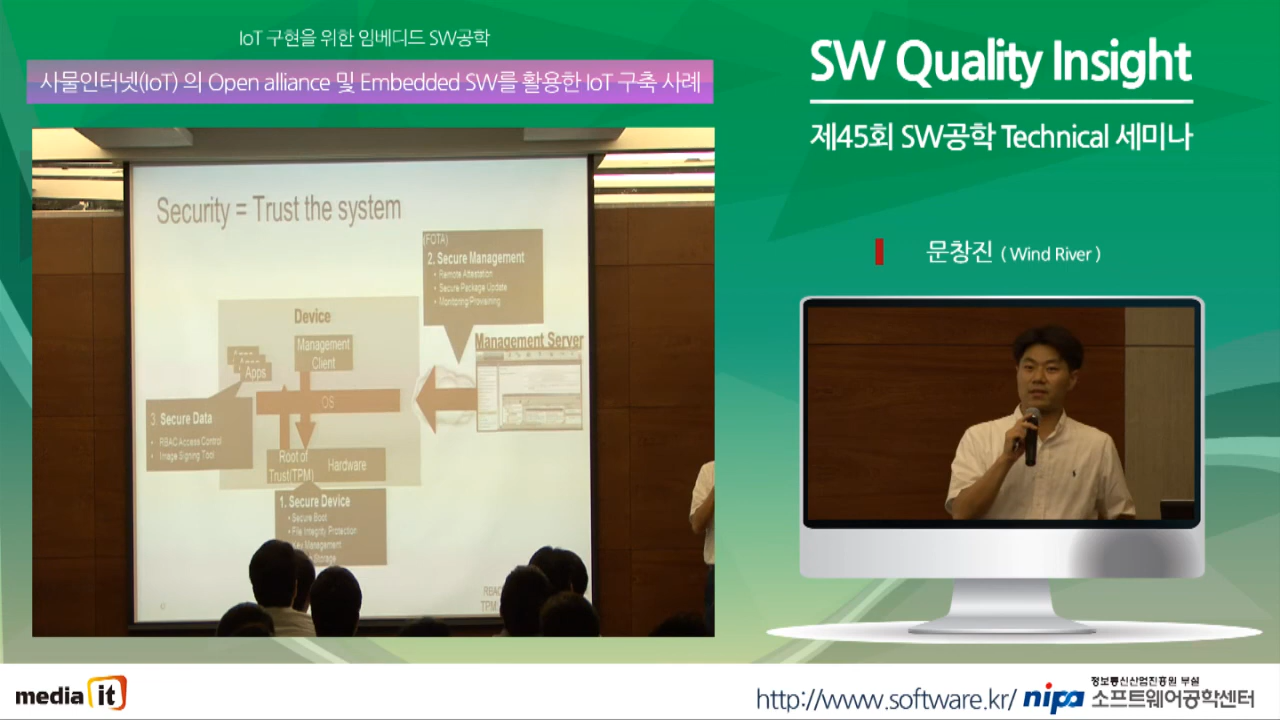 IoT 구현을 위한 임베디드 SW공학
사물인터넷(IoT) 의 Open alliance 및 Embedded SW를 활용한 IoT 구축 사례
SW Quality Insight
제45회 SW공학 Technical 세미나
문창진 ( Wind River )
Security = Trust the system
(FOTA)
2. Secure Management
• Remote Attestation
• Secure Package Update
• Monitoring/Provisining
Device
Management
Client
Management Server
Apps
OS
3. Secure Data
• RBAC Access Control
• Image Signing Tool
Root of
Trust(TPM)
Hardware
1. Secure Device
• Secure Boot
• File Integrity Protection
Key Management
Storage
RBAC
TPM
media it
http://www.software.kr/
nipa
정보통신산업진흥원 부설
소프트웨어공학센터